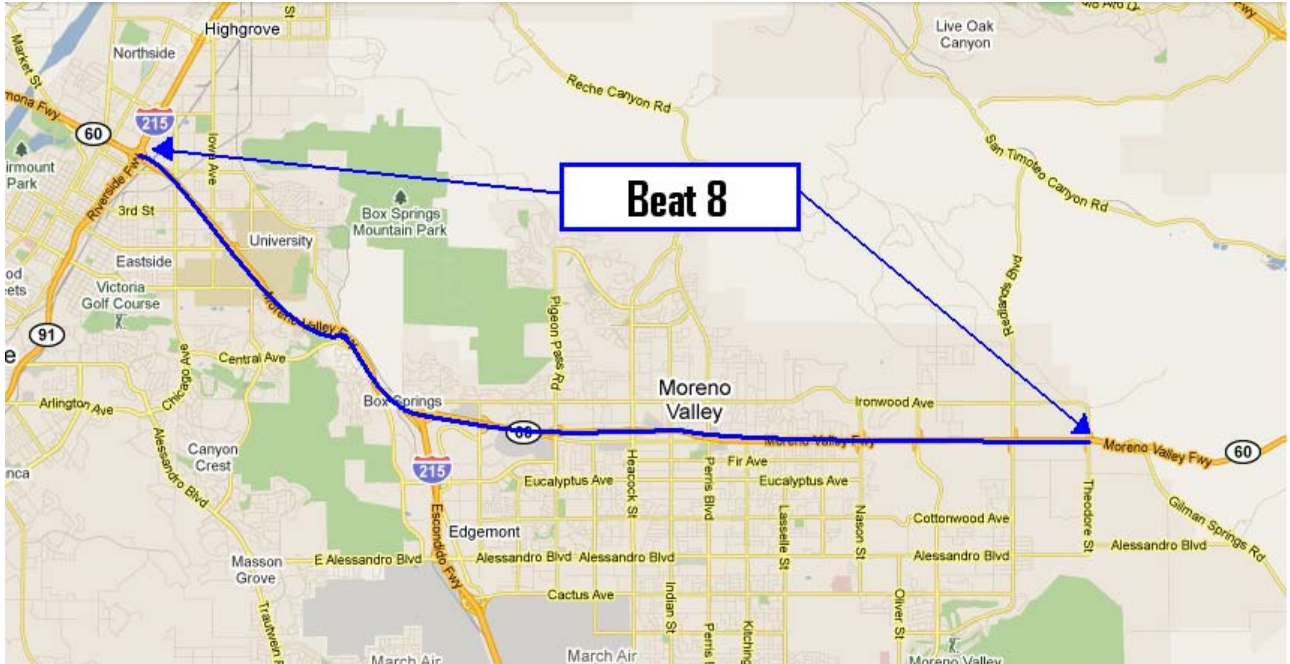 St
Highgrove
Live Oak
Canyon
Market St
Northside
Reche Canyon Rd
215
60
Iowa Ave
San Timoteo Canyon Rd
Park
Riverside Fwy
Beat 8
3rd St
Box Springs
Mountain Park
University
Eastside
Victoria
Golf Course
Redlands Blvd
Moreno Valley Fwy
Pigeon Pass Rd
91
Central Ave
Chicago Ave
Moreno
Valley
Box Springs
Arlington Ave
Ironwood Ave
60
Moreno Valley Fwy
Moreno Valley Fwy
60
Alessandro Blvd
Canyon
Crest
215
Heacock St
Perris Blvd
Fir Ave
Eucalyptus Ave
Eucalyptus Ave
Lasselle St
Nason St
Theodore St
Gilman Springs Rd
Escondido Fwy
Edgemont
Cottonwood Ave
Masson
Grove
E Alessandro Blvd
Alessandro Blvd
Alessandro Blvd
Alessandro Blvd
Alessandro Blvd
Cactus Ave
Indian St
Perris
Oliver St
Trautwein
March Air
March Air
Moreno Valley